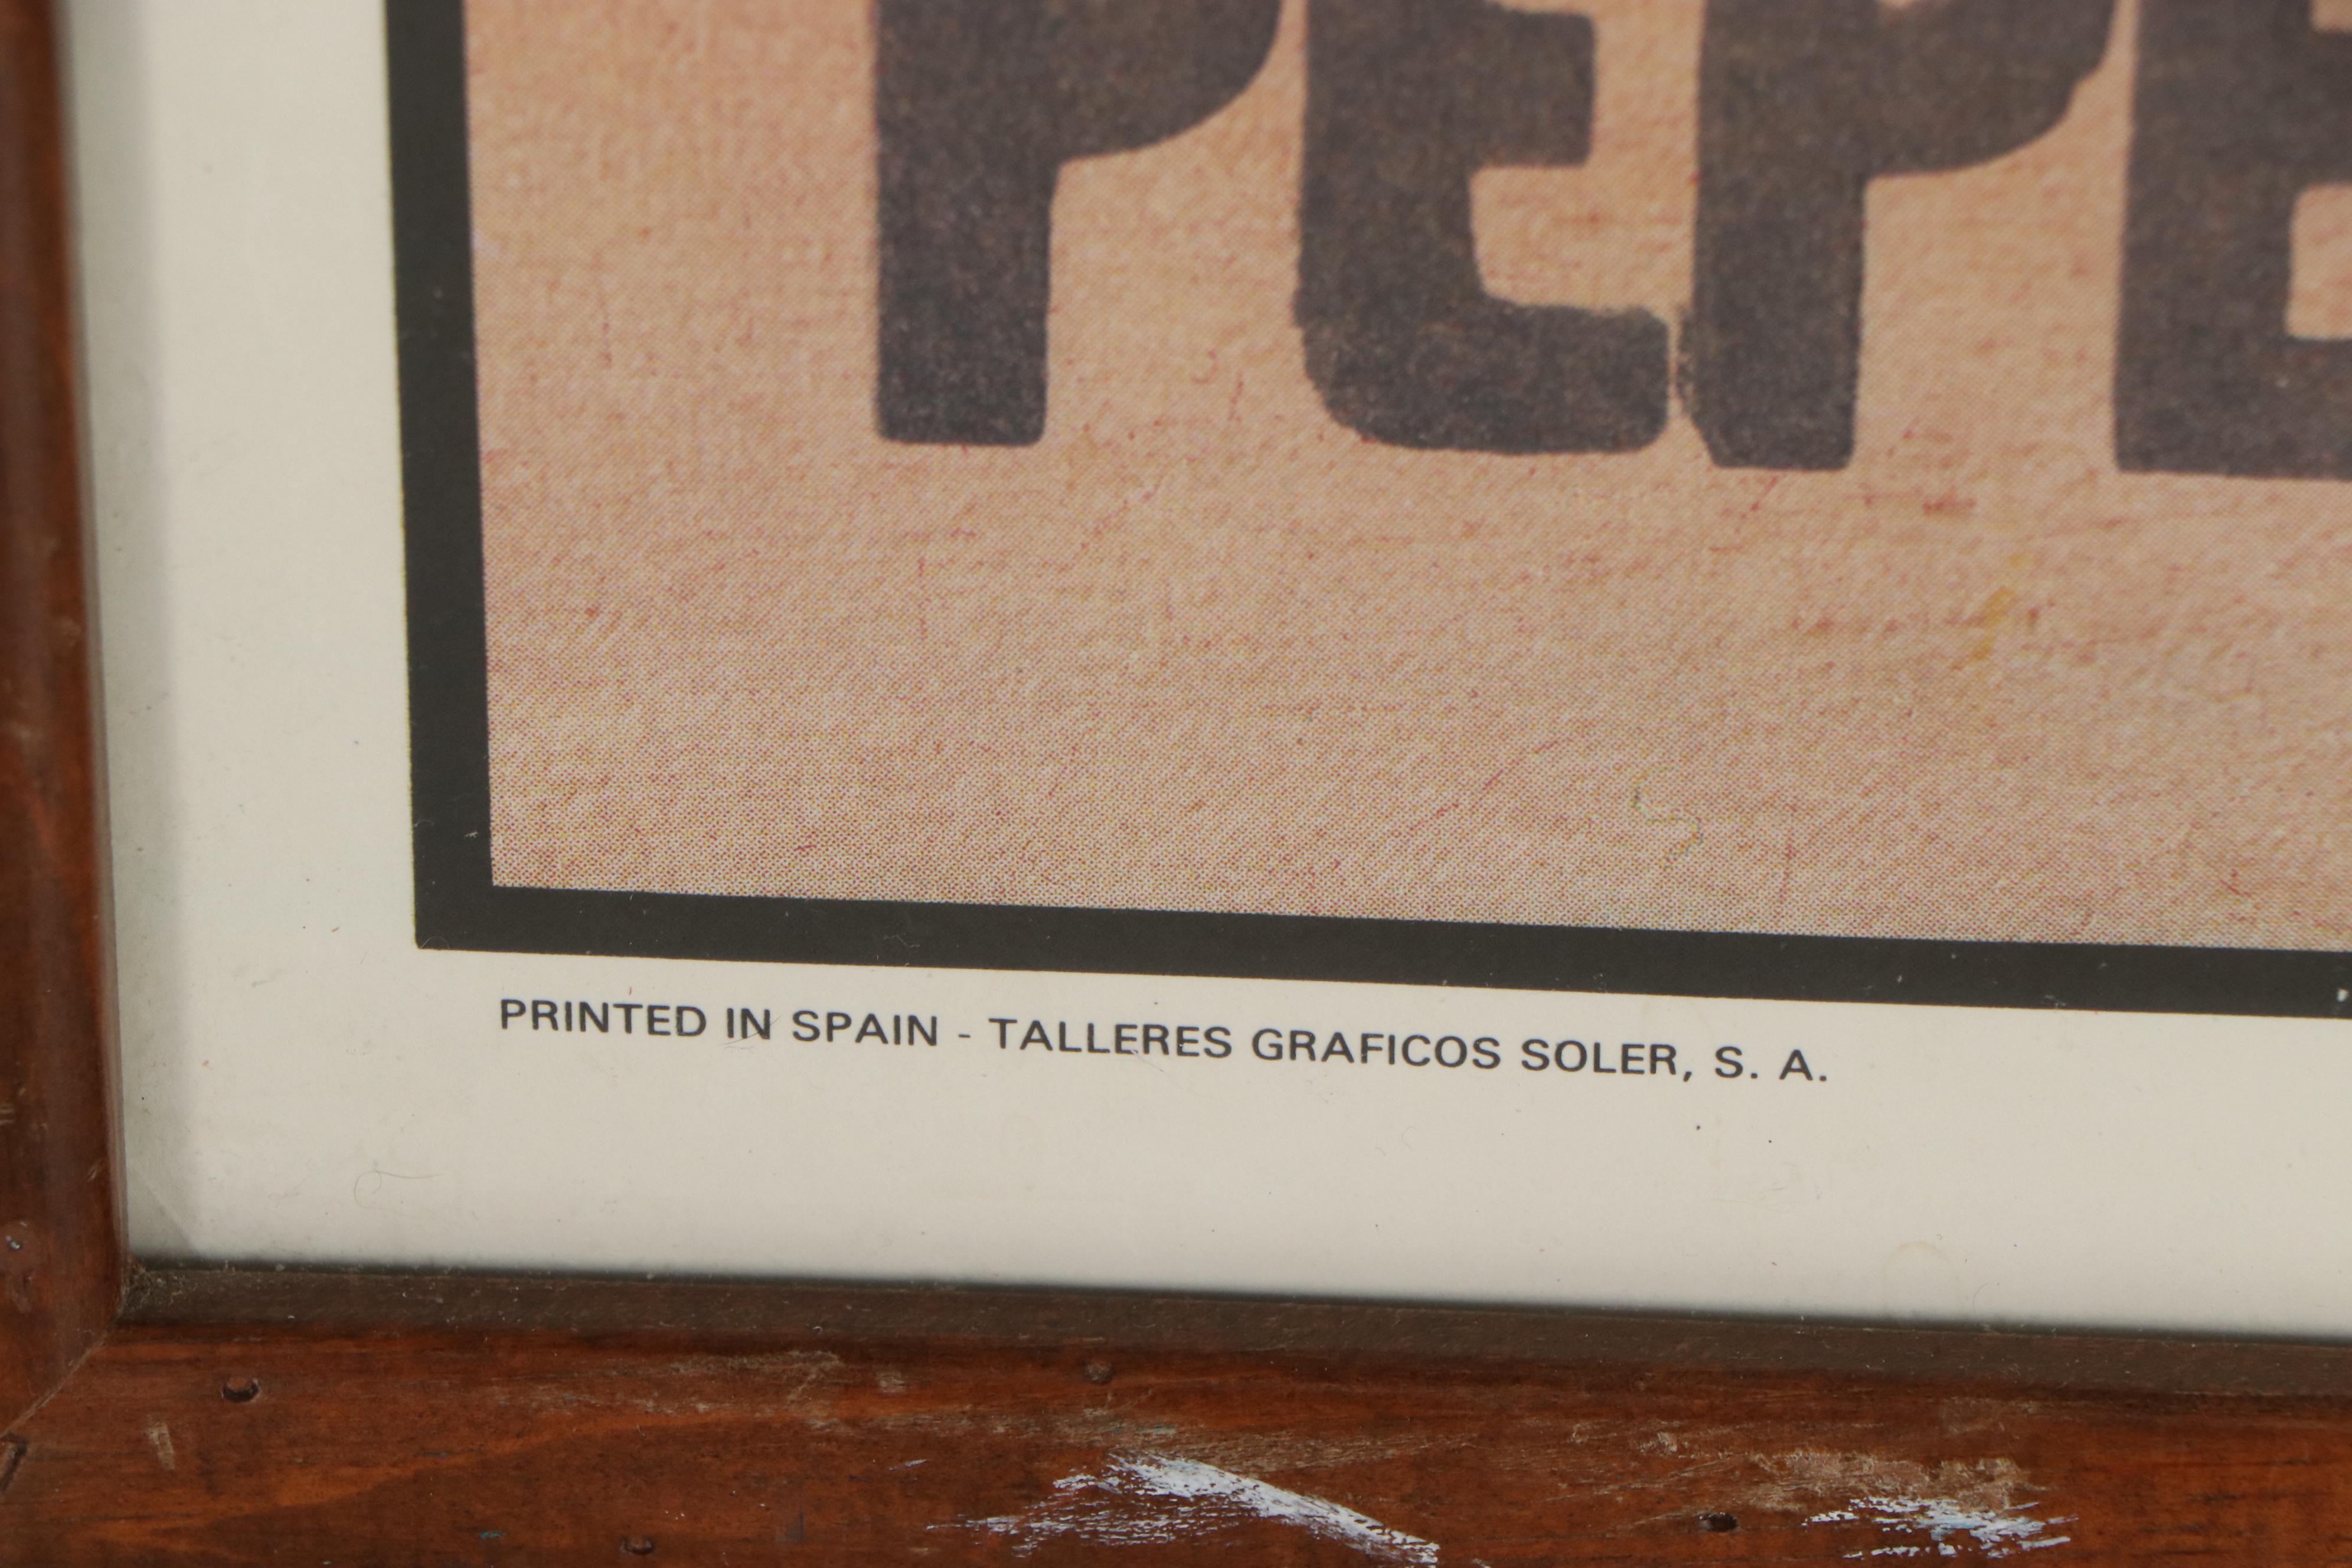 PEPE
PRINTED IN SPAIN - TALLERES GRAFICOS SOLER, S. A.